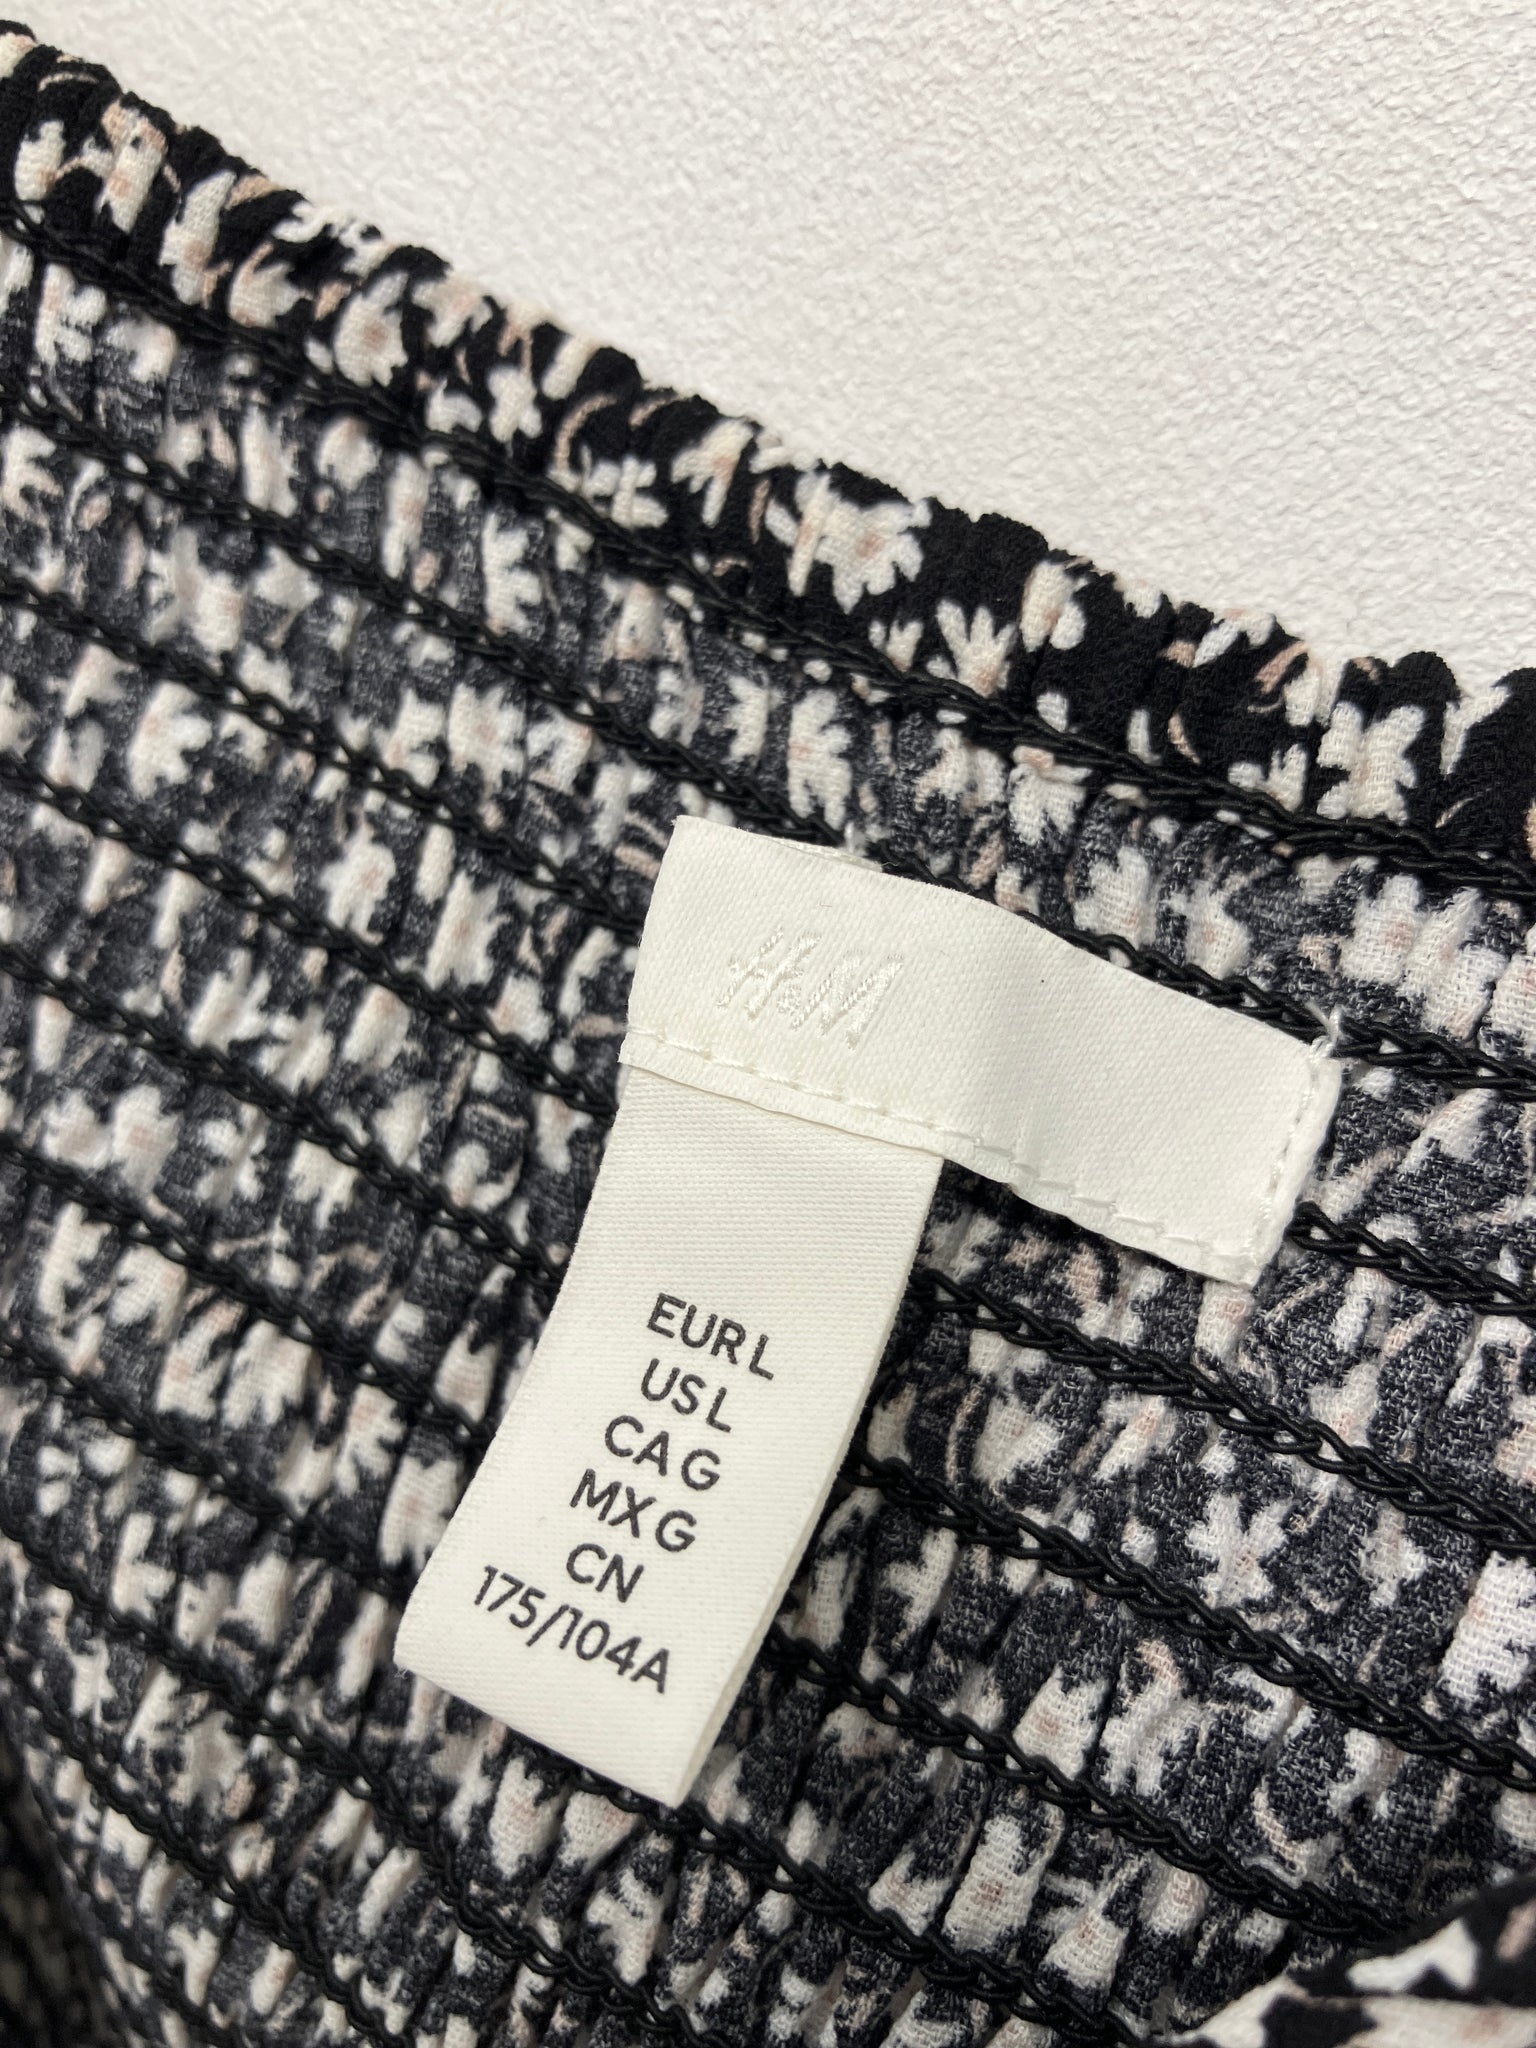 H&M
EUR L
US L
CA G
MX G
CN
175/104A